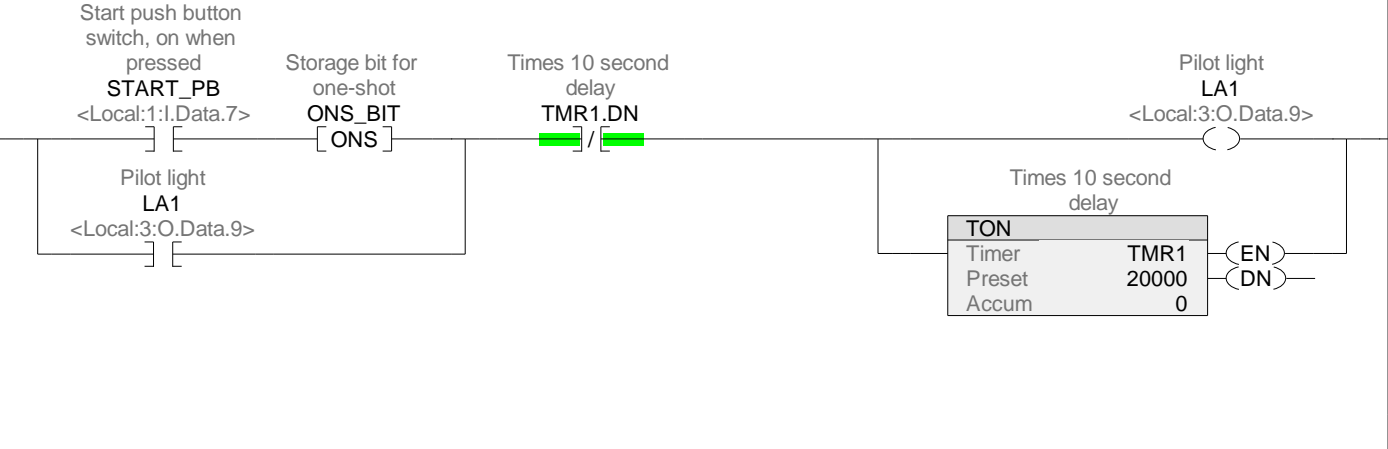 Start push button
switch, on when
pressed
START_PB
<Local:1:I.Data.7>
Storage bit for
one-shot
ONS_BIT
ONS
Times 10 second
delay
TMR1.DN
/
Pilot light
LA1
<Local:3:O.Data.9>
Pilot light
LA1
<Local:3:O.Data.9>
Times 10 second
delay
TON
Timer TMR1
Preset 20000
Accum 0
EN
DN